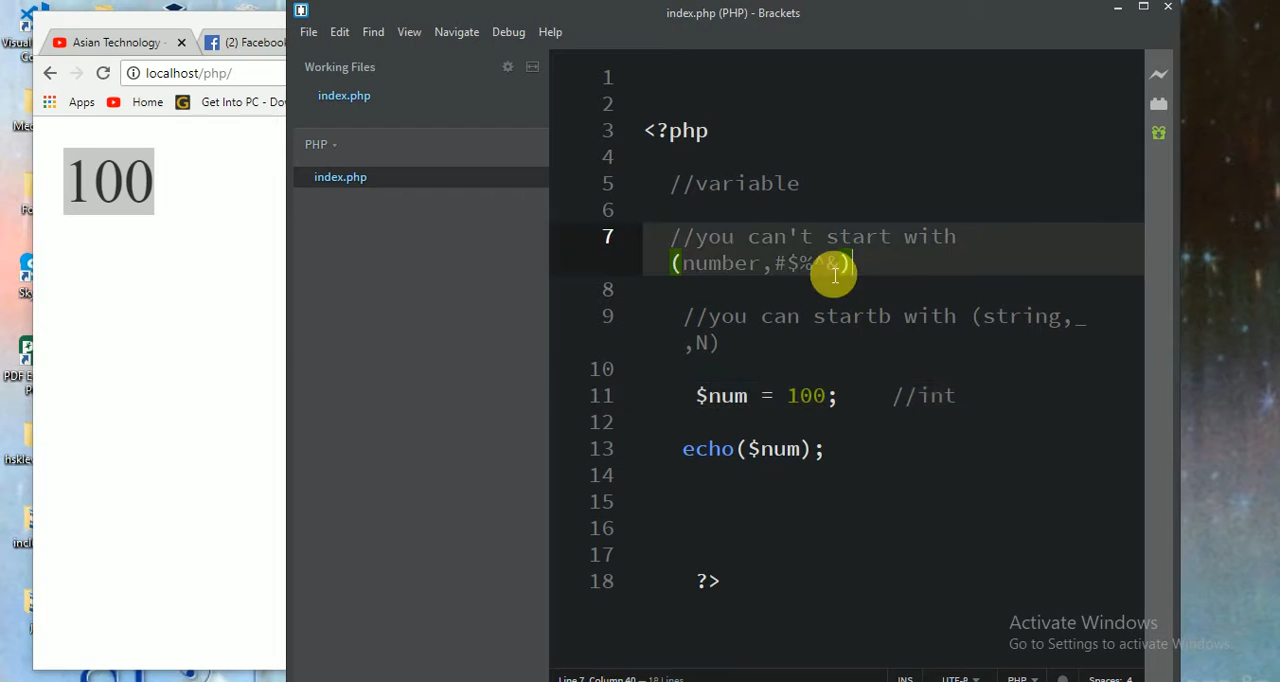 index.php (PHP) - Brackets
File Edit Find View Navigate Debug Help
Asian Technology
(2) Facebook
localhost/php/
Apps Home Get Into PC - Do
100
Working Files
index.php
PHP
index.php
1
2
3 <?php
4
5 //variable
6
7 //you can't start with
(number,#$%^&)
8
9 //you can startb with (string,_
,N)
10
11 $num = 100; //int
12
13 echo($num);
14
15
16
17
18 ?>
Activate Windows
Go to Settings to activate Windows.
Line 7, Column 40 — 18 Lines
INS UTF-8 PHP Spaces: 4